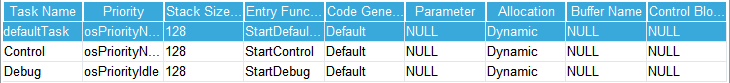 Task Name Priority Stack Size... Entry Func... Code Gene... Parameter Allocation Buffer Name Control Blo...
defaultTask osPriorityN... 128 StartDefaul... Default NULL Dynamic NULL NULL
Control osPriorityN... 128 StartControl Default NULL Dynamic NULL NULL
Debug osPriorityIdle 128 StartDebug Default NULL Dynamic NULL NULL